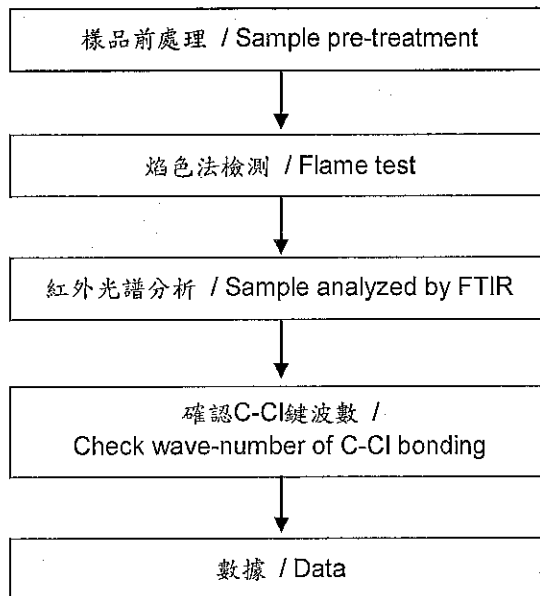 樣品前處理 / Sample pre-treatment
焰色法檢測 / Flame test
紅外光譜分析 / Sample analyzed by FTIR
確認C-Cl鍵波數 /
Check wave-number of C-Cl bonding
數據 / Data